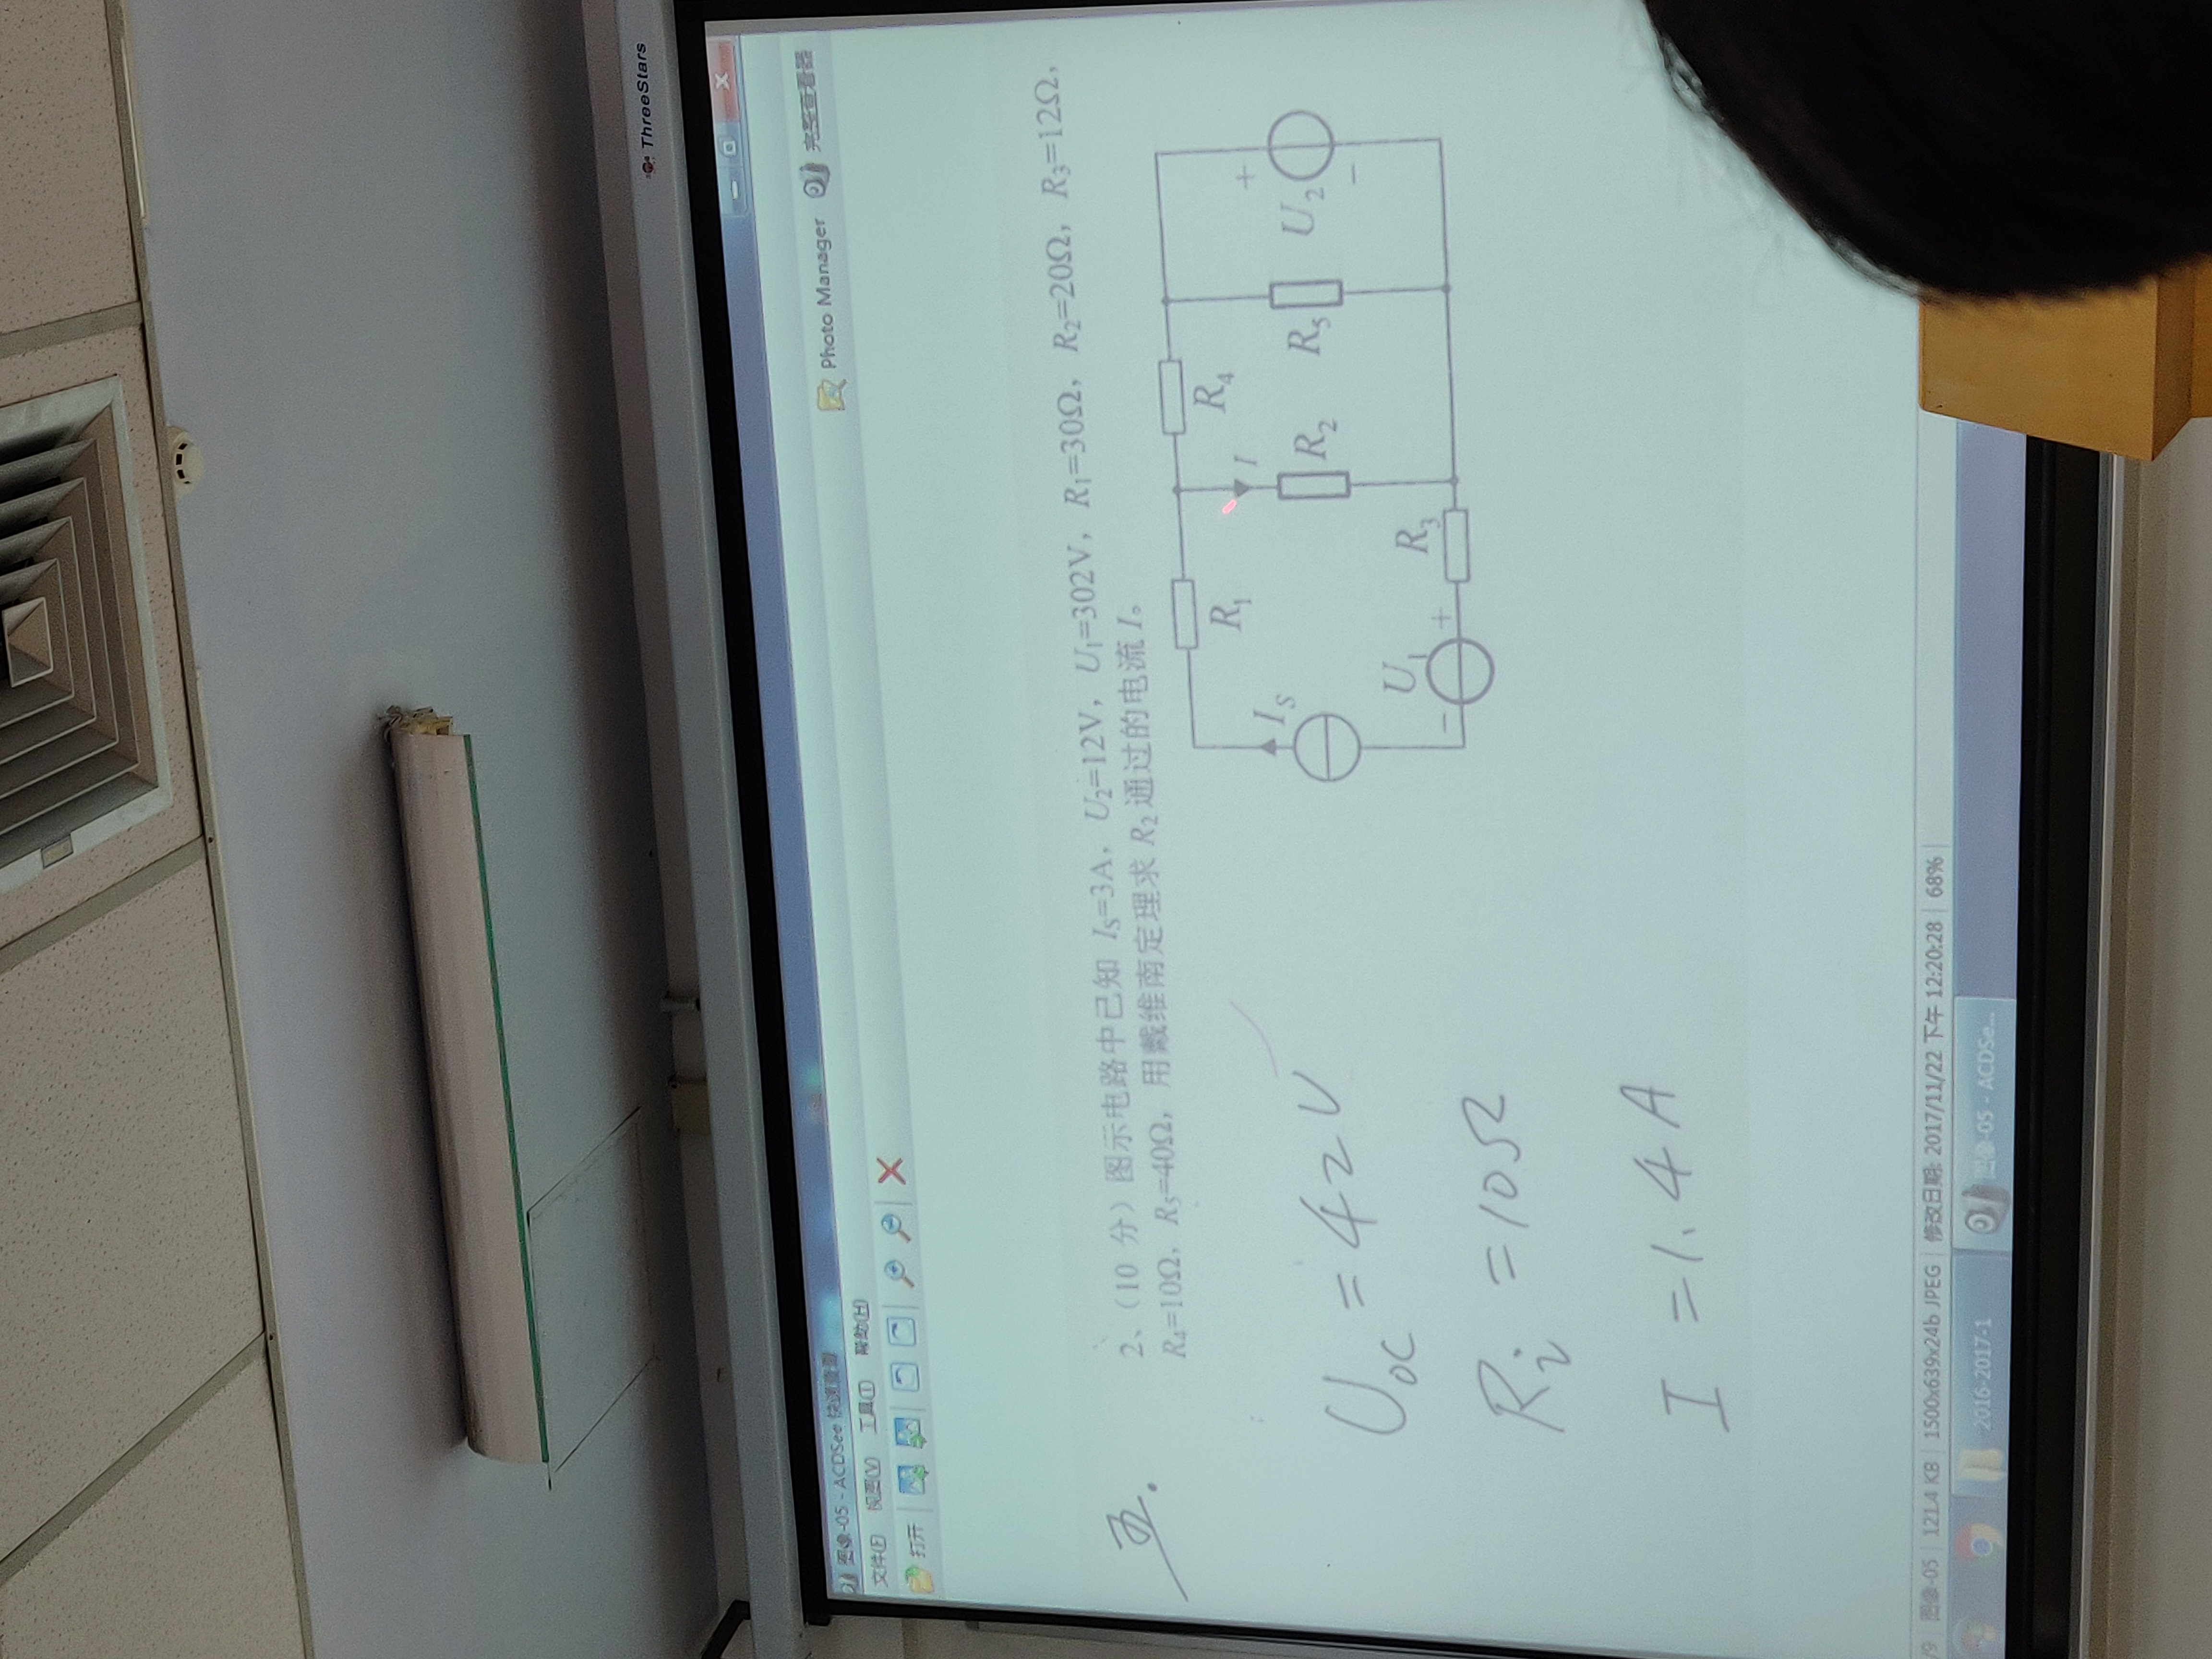 ThreeStars
图像-05 - ACDSee 快速查看
文件(F) 视图(V) 工具(T) 帮助(H)
Photo Manager 完整查看器
打开
五.
2、（10 分）图示电路中已知 I_S=3A，U_2=12V，U_1=302V，R_1=30Ω，R_2=20Ω，R_3=12Ω，
R_4=10Ω，R_5=40Ω，用戴维南定理求 R_2 通过的电流 I。
R_1
R_4
I_S
I
R_2
R_5
U_2
+
−
U_1
−
+
R_3
U_OC = 42V
R_i = 10Ω
I = 1.4A
/9 图像-05 121.4 KB 1500x639x24b JPEG 修改日期: 2017/11/22 下午 12:20:28 68%
2016-2017-1
图像-05 - ACDSe...